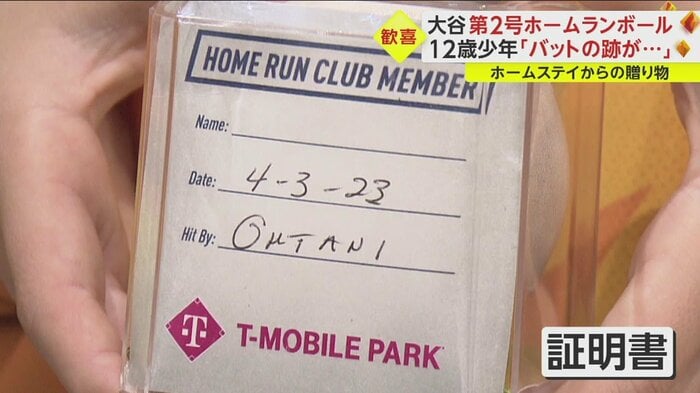 歓喜
大谷 第2号ホームランボール
12歳少年「バットの跡が…」
ホームステイからの贈り物
HOME RUN CLUB MEMBER
Name:
Date: 4-3-23
Hit By: OHTANI
T T-MOBILE PARK
証明書